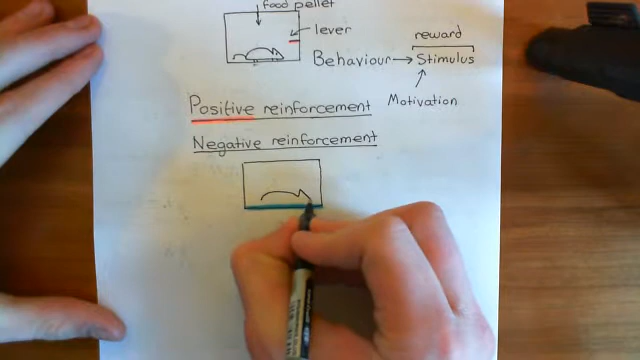 food pellet
lever
reward
Behaviour → Stimulus
Motivation
Positive reinforcement
Negative reinforcement